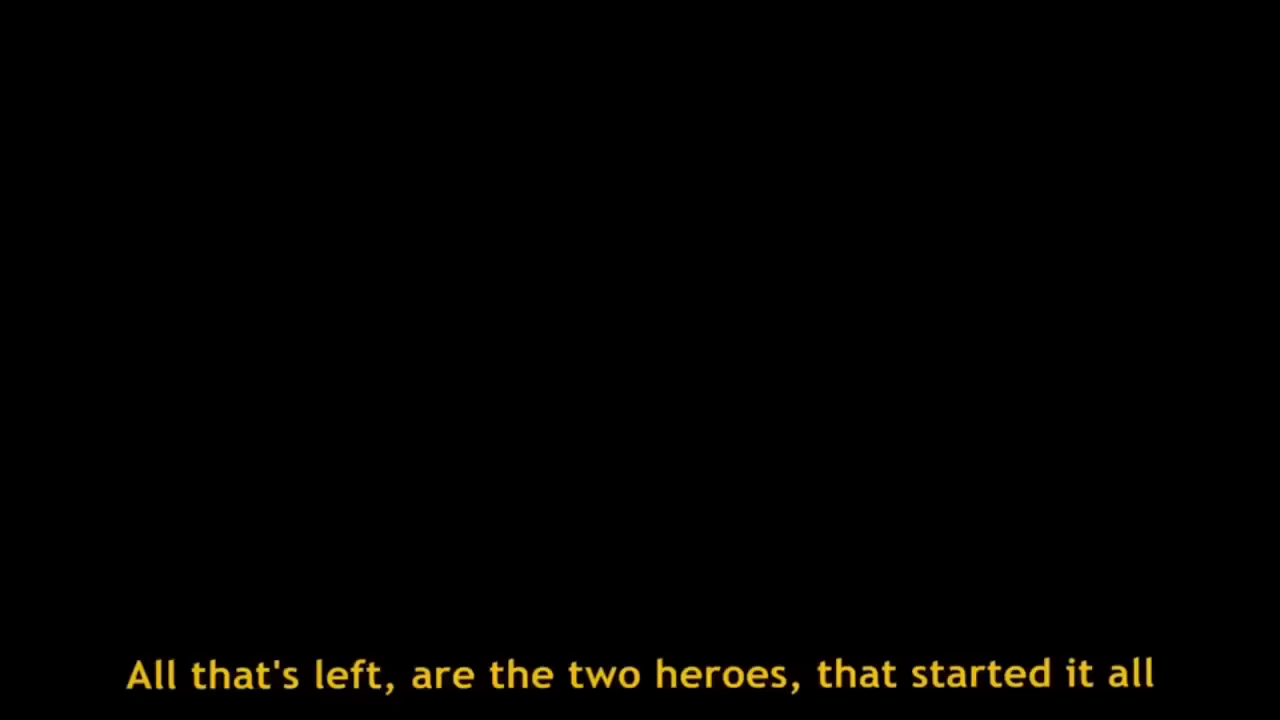 All that's left, are the two heroes, that started it all